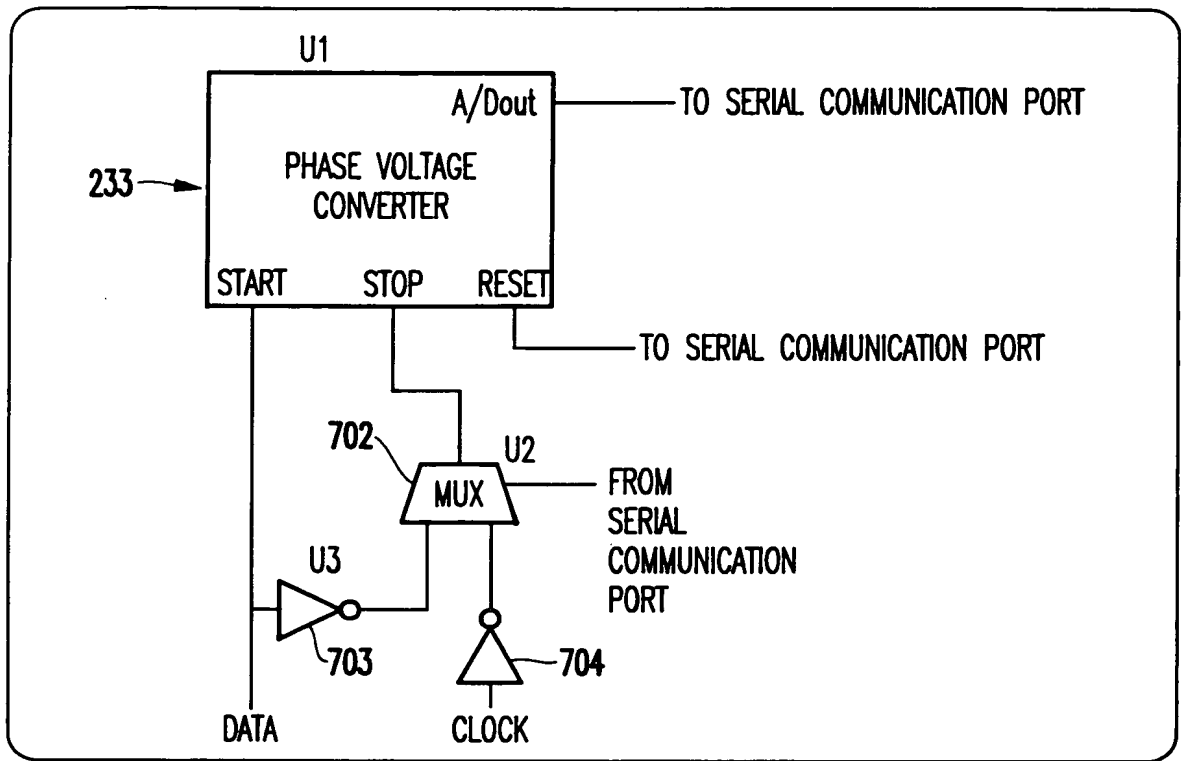 U1
A/Dout
TO SERIAL COMMUNICATION PORT
PHASE VOLTAGE
CONVERTER
233
START
STOP
RESET
TO SERIAL COMMUNICATION PORT
702
U2
MUX
FROM
SERIAL
COMMUNICATION
PORT
U3
703
704
DATA
CLOCK